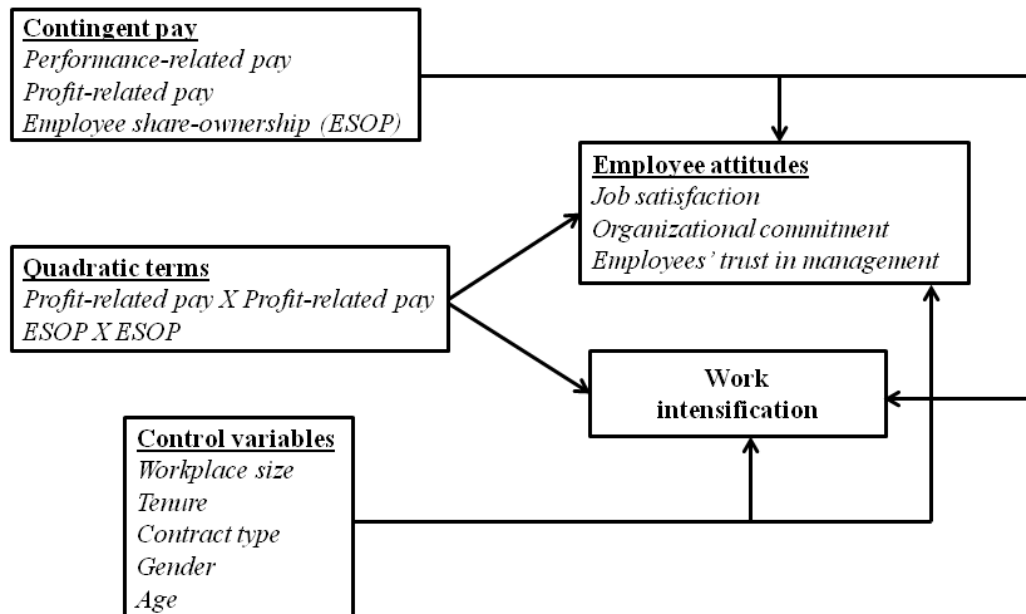 Contingent pay
Performance-related pay
Profit-related pay
Employee share-ownership (ESOP)
Employee attitudes
Job satisfaction
Organizational commitment
Employees’ trust in management
Quadratic terms
Profit-related pay X Profit-related pay
ESOP X ESOP
Work
intensification
Control variables
Workplace size
Tenure
Contract type
Gender
Age